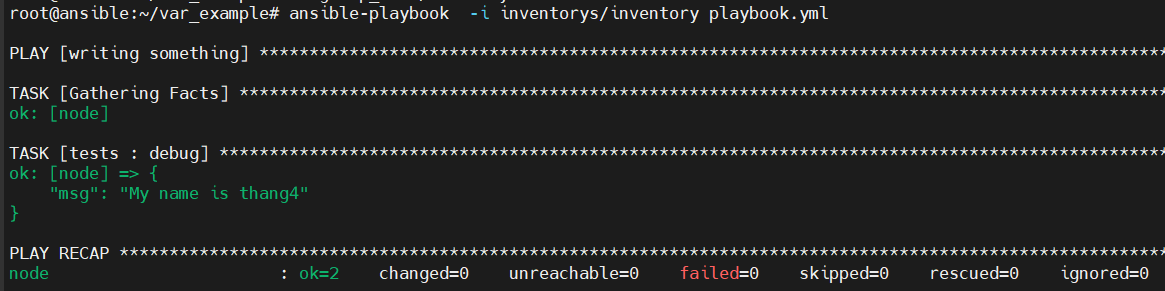 root@ansible:~/var_example# ansible-playbook  -i inventorys/inventory playbook.yml
PLAY [writing something] *******************************************************************************************
TASK [Gathering Facts] *********************************************************************************************
ok: [node]
TASK [tests : debug] ***********************************************************************************************
ok: [node] => {
    "msg": "My name is thang4"
}
PLAY RECAP *********************************************************************************************************
node                       : ok=2    changed=0    unreachable=0    failed=0    skipped=0    rescued=0    ignored=0